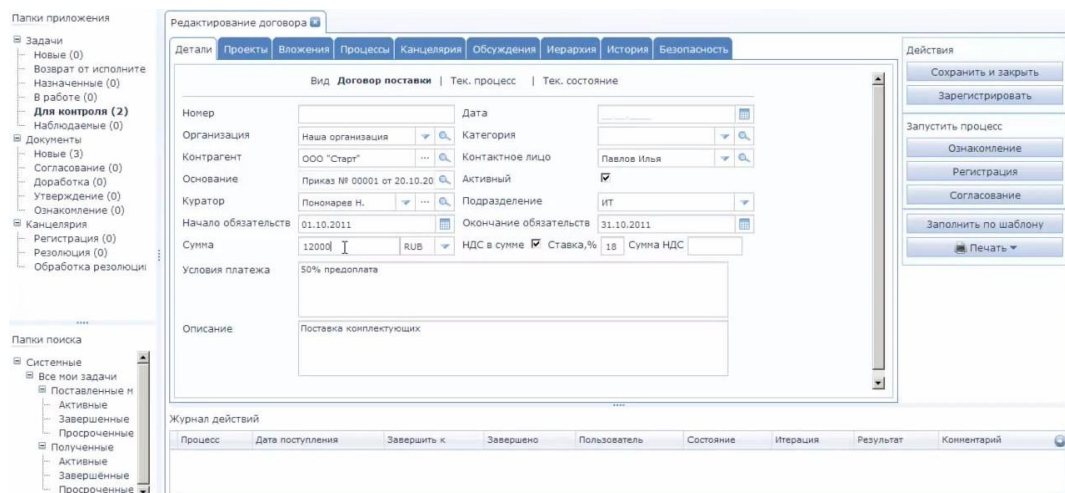 Папки приложения
Задачи
Новые (0)
Возврат от исполните
Назначенные (0)
В работе (0)
Для контроля (2)
Наблюдаемые (0)
Документы
Новые (3)
Согласование (0)
Доработка (0)
Утверждение (0)
Ознакомление (0)
Канцелярия
Регистрация (0)
Резолюция (0)
Обработка резолюци
Папки поиска
Системные
Все мои задачи
Поставленные м
Активные
Завершенные
Просроченные
Полученные
Активные
Завершённые
Просроченные
Редактирование договора
Детали Проекты Вложения Процессы Канцелярия Обсуждения Иерархия История Безопасность
Вид Договор поставки | Тек. процесс | Тек. состояние
Номер Дата
Организация Наша организация Категория
Контрагент ООО "Старт" ... Контактное лицо Павлов Илья
Основание Приказ № 00001 от 20.10.20 Активный
Куратор Пономарев Н. ... Подразделение ИТ
Начало обязательств 01.10.2011 Окончание обязательств 31.10.2011
Сумма 12000 RUB НДС в сумме Ставка,% 18 Сумма НДС
Условия платежа 50% предоплата
Описание Поставка комплектующих
Действия
Сохранить и закрыть
Зарегистрировать
Запустить процесс
Ознакомление
Регистрация
Согласование
Заполнить по шаблону
Печать
Журнал действий
Процесс Дата поступления Завершить к Завершено Пользователь Состояние Итерация Результат Комментарий